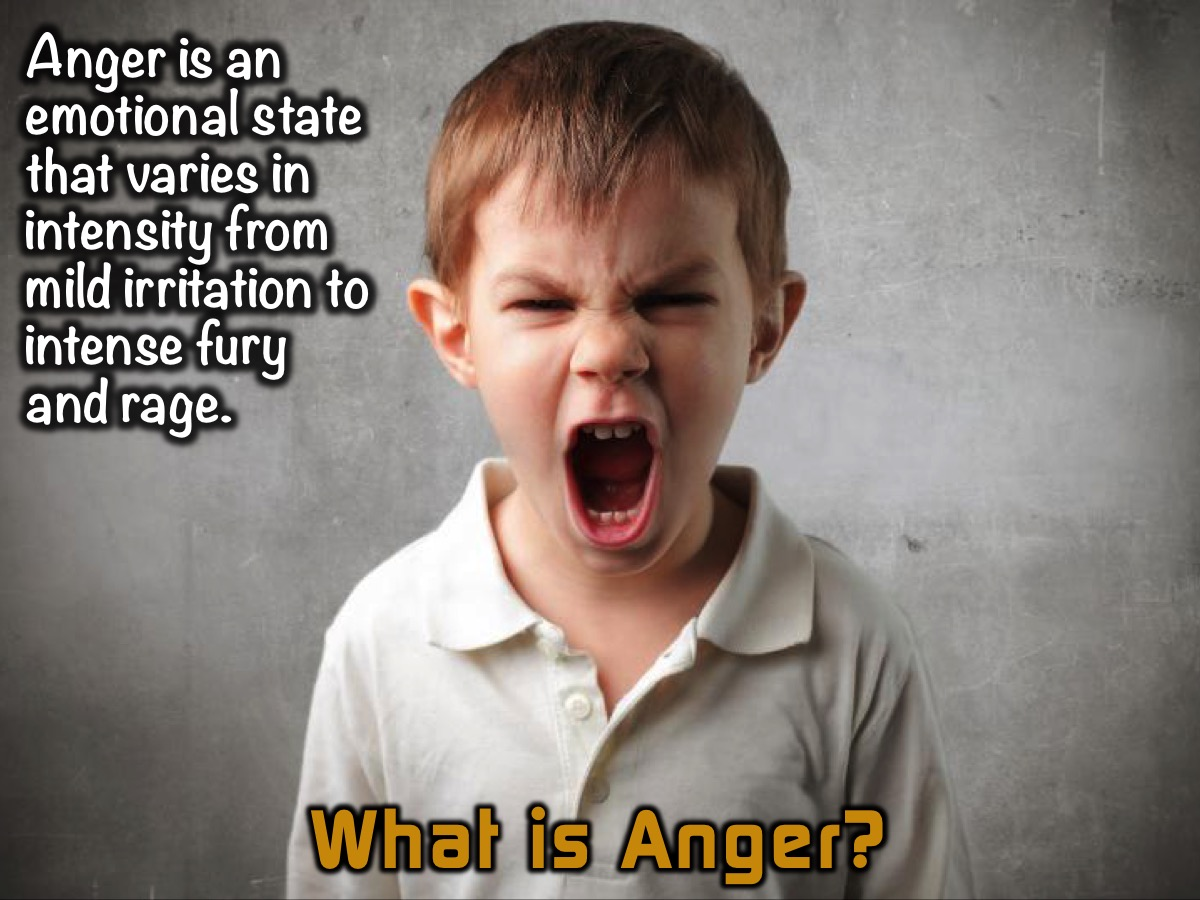 Anger is an
emotional state
that varies in
intensity from
mild irritation to
intense fury
and rage.
What is Anger?